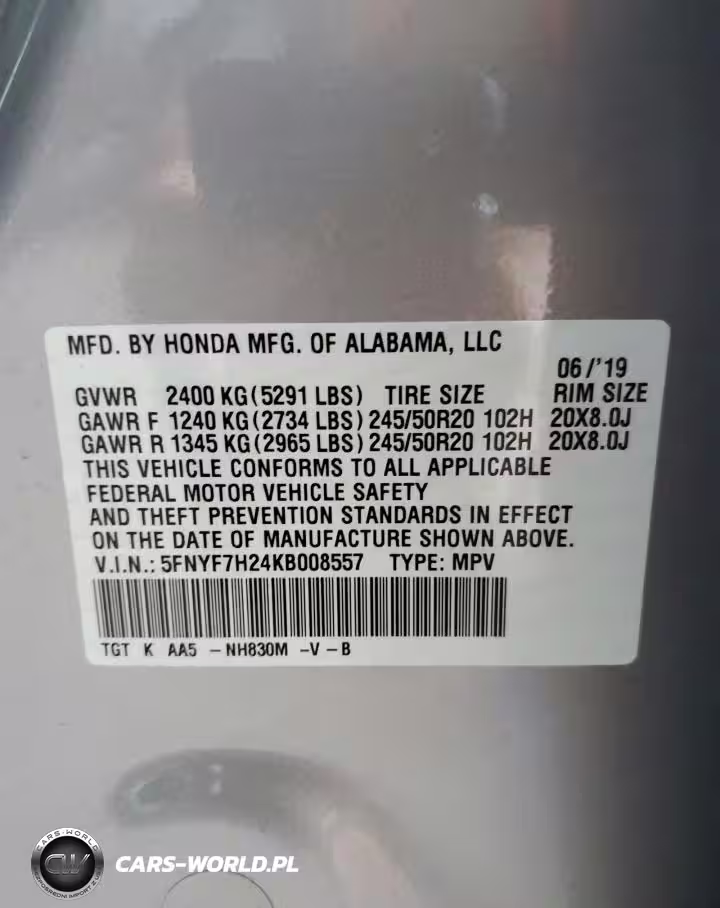 MFD. BY HONDA MFG. OF ALABAMA, LLC
06/'19
GVWR 2400 KG(5291 LBS) TIRE SIZE RIM SIZE
GAWR F 1240 KG(2734 LBS) 245/50R20 102H 20X8.0J
GAWR R 1345 KG(2965 LBS) 245/50R20 102H 20X8.0J
THIS VEHICLE CONFORMS TO ALL APPLICABLE
FEDERAL MOTOR VEHICLE SAFETY
AND THEFT PREVENTION STANDARDS IN EFFECT
ON THE DATE OF MANUFACTURE SHOWN ABOVE.
V.I.N.: 5FNYF7H24KB008557 TYPE: MPV
TGT K AA5 -NH830M -V-B
CARS-WORLD
CW
CARS-WORLD.PL